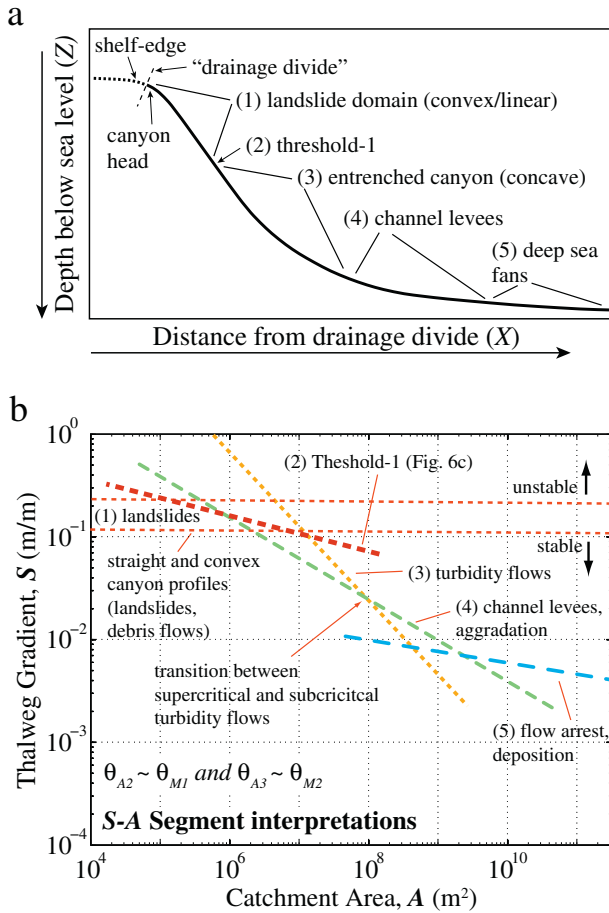 a
shelf-edge
“drainage divide”
(1) landslide domain (convex/linear)
canyon
head
(2) threshold-1
(3) entrenched canyon (concave)
(4) channel levees
(5) deep sea
fans
Depth below sea level (Z)
Distance from drainage divide (X)
b
10^0
10^-1
10^-2
10^-3
10^-4
Thalweg Gradient, S (m/m)
(2) Theshold-1 (Fig. 6c)
unstable
(1) landslides
stable
straight and convex
canyon profiles
(landslides,
debris flows)
(3) turbidity flows
(4) channel levees,
aggradation
transition between
supercritical and subcricitcal
turbidity flows
(5) flow arrest,
deposition
θA2 ~ θM1 and θA3 ~ θM2
S-A Segment interpretations
10^4
10^6
10^8
10^10
Catchment Area, A (m^2)